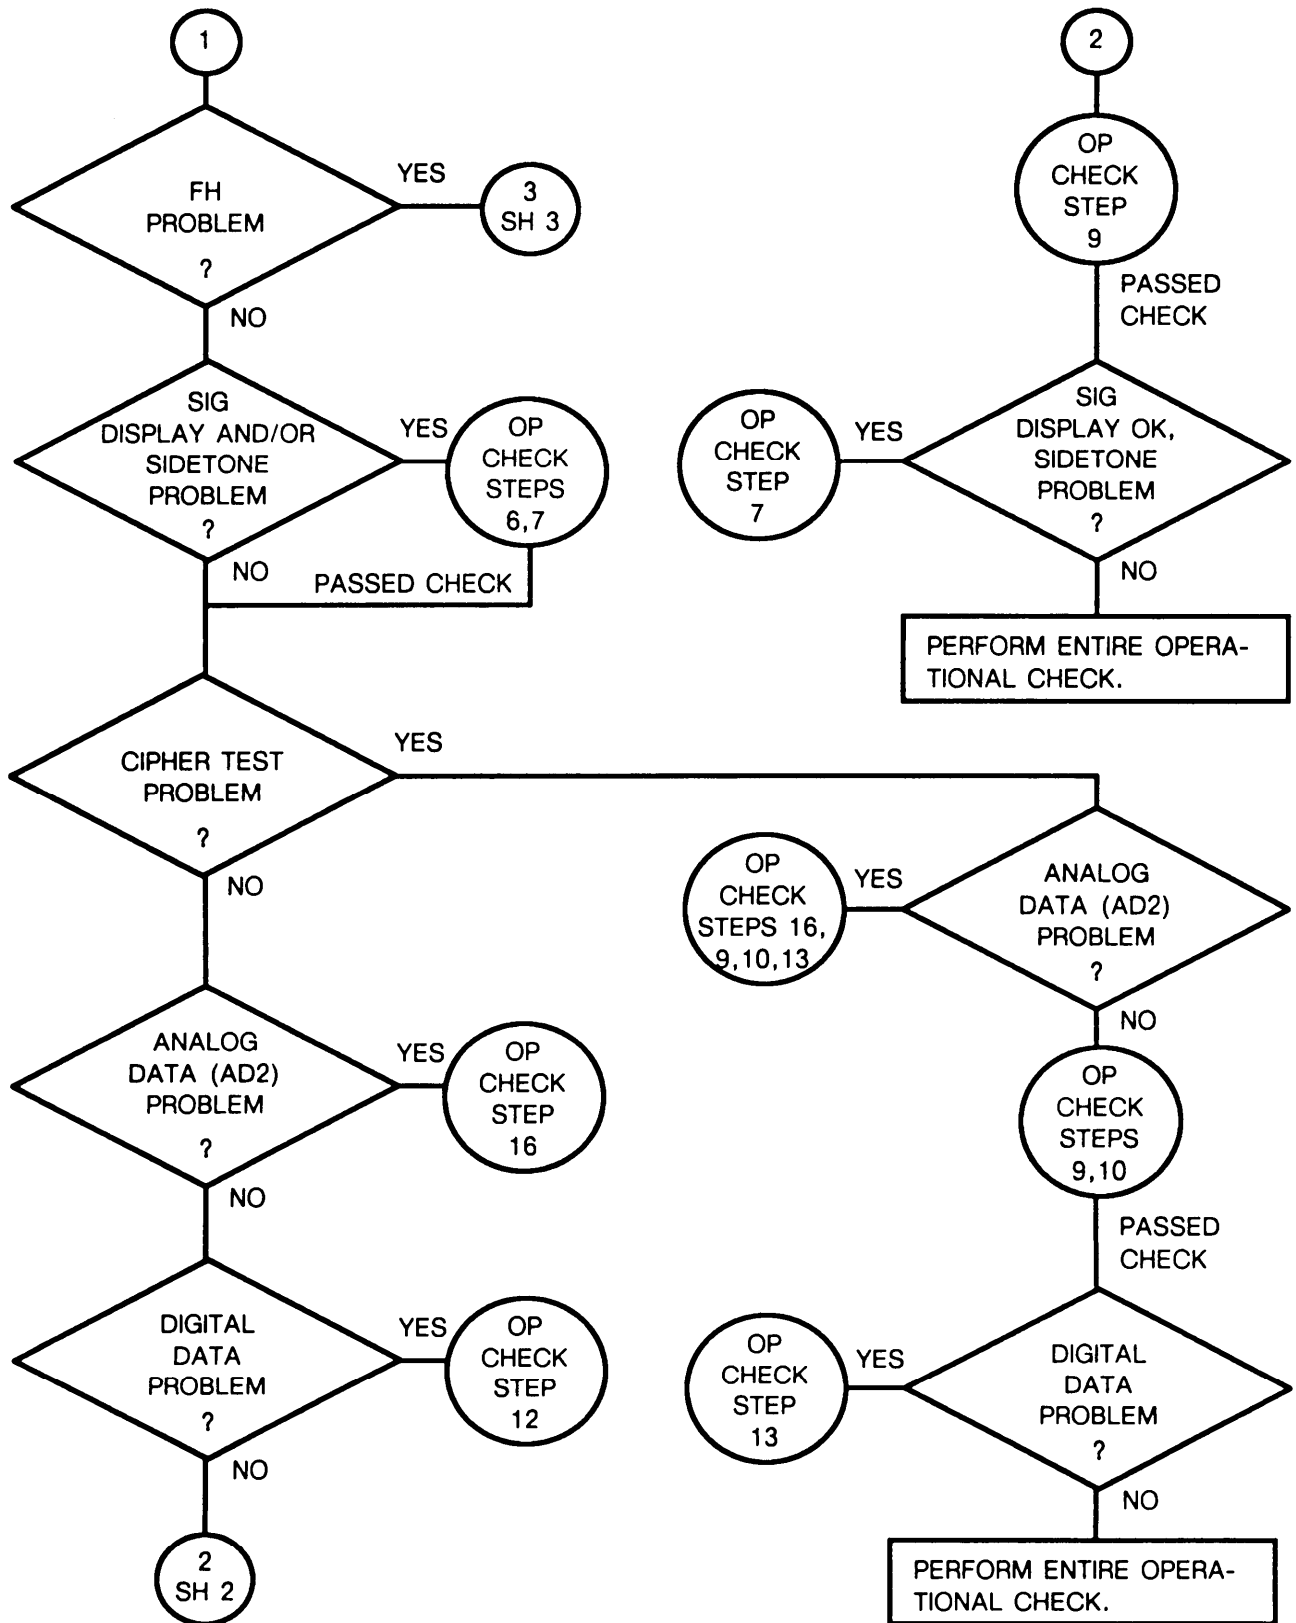 1
FH
PROBLEM
?
YES
3
SH 3
NO
SIG
DISPLAY AND/OR
SIDETONE
PROBLEM
?
YES
OP
CHECK
STEPS
6,7
NO
PASSED CHECK
CIPHER TEST
PROBLEM
?
YES
NO
ANALOG
DATA (AD2)
PROBLEM
?
YES
OP
CHECK
STEP
16
NO
DIGITAL
DATA
PROBLEM
?
YES
OP
CHECK
STEP
12
NO
2
SH 2
2
OP
CHECK
STEP
9
PASSED
CHECK
SIG
DISPLAY OK,
SIDETONE
PROBLEM
?
YES
OP
CHECK
STEP
7
NO
PERFORM ENTIRE OPERA-
TIONAL CHECK.
ANALOG
DATA (AD2)
PROBLEM
?
YES
OP
CHECK
STEPS 16,
9,10,13
NO
OP
CHECK
STEPS
9,10
PASSED
CHECK
DIGITAL
DATA
PROBLEM
?
YES
OP
CHECK
STEP
13
NO
PERFORM ENTIRE OPERA-
TIONAL CHECK.